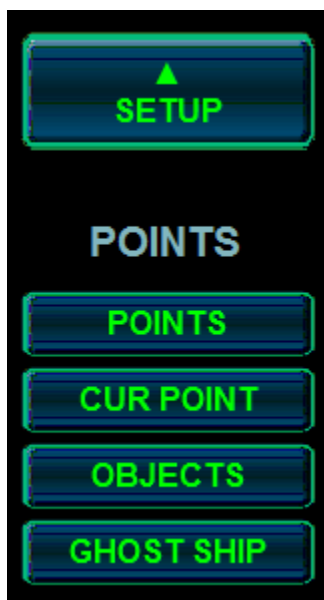 SETUP
POINTS
POINTS
CUR POINT
OBJECTS
GHOST SHIP